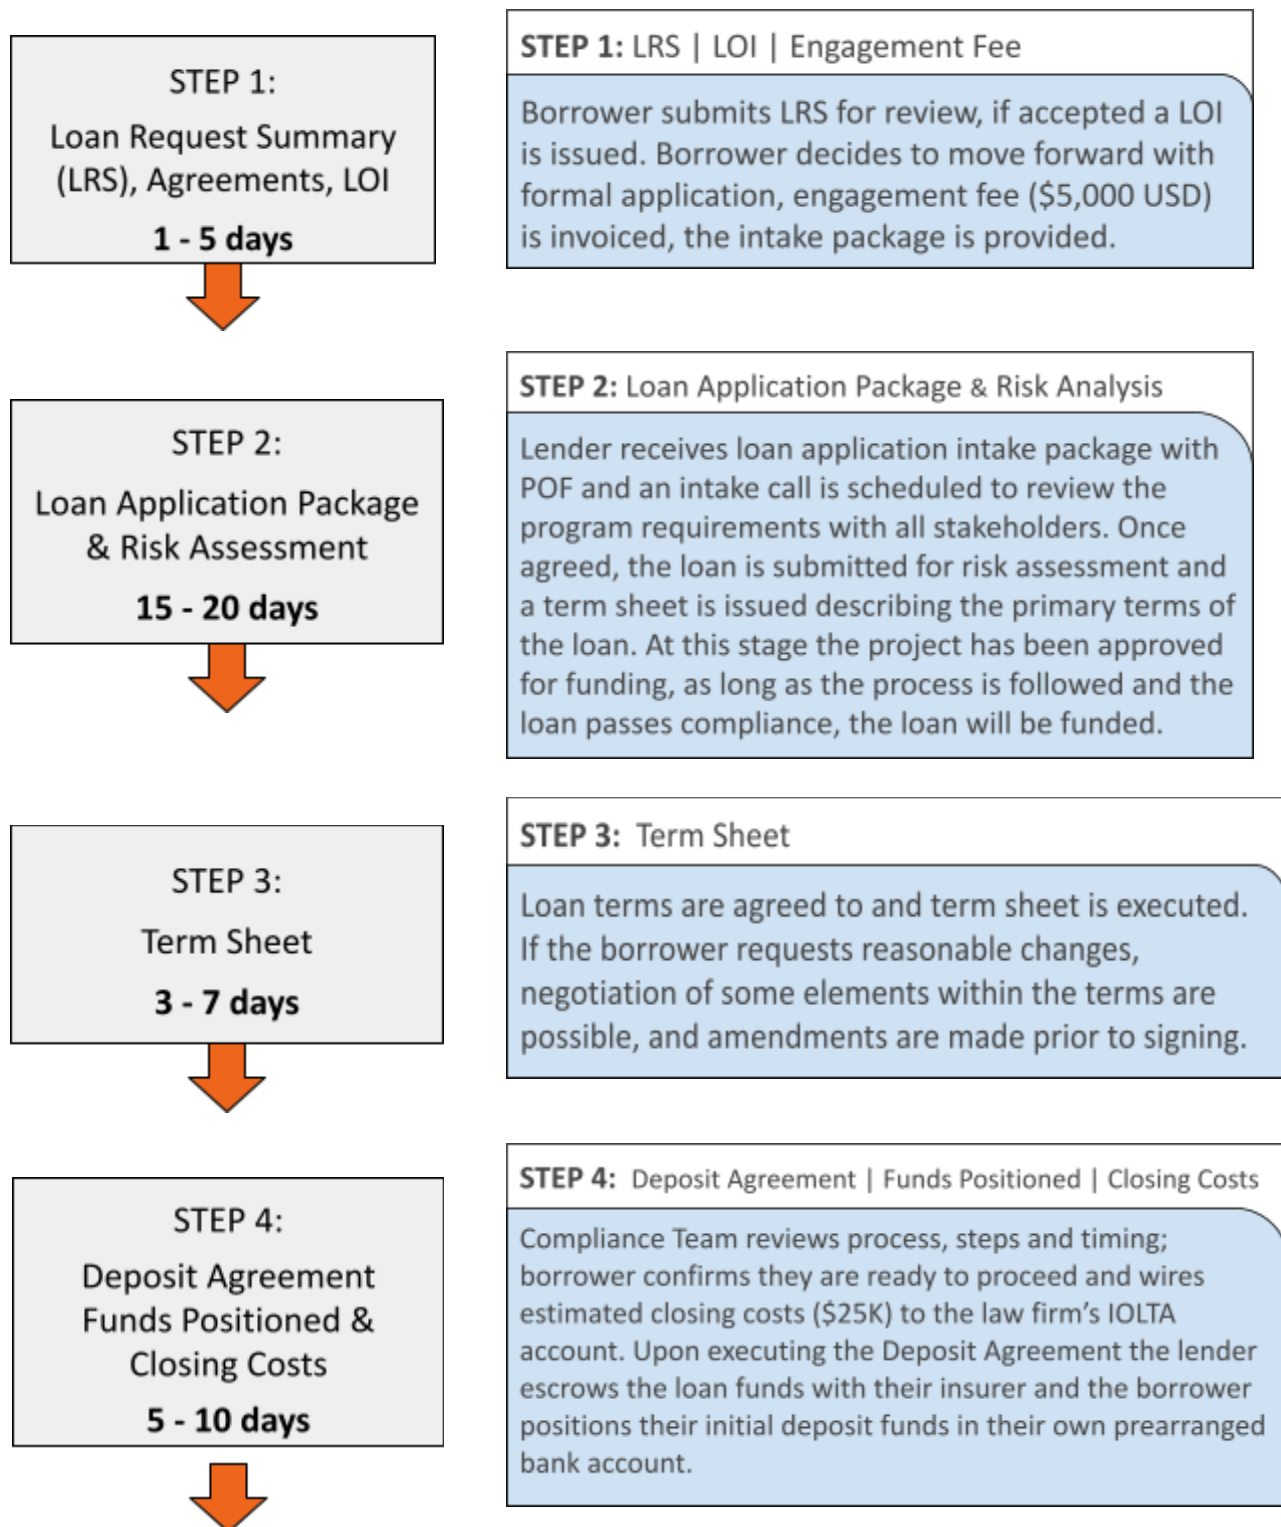 STEP 1:
Loan Request Summary
(LRS), Agreements, LOI
1 - 5 days
STEP 1: LRS | LOI | Engagement Fee
Borrower submits LRS for review, if accepted a LOI
is issued. Borrower decides to move forward with
formal application, engagement fee ($5,000 USD)
is invoiced, the intake package is provided.
STEP 2:
Loan Application Package
& Risk Assessment
15 - 20 days
STEP 2: Loan Application Package & Risk Analysis
Lender receives loan application intake package with
POF and an intake call is scheduled to review the
program requirements with all stakeholders. Once
agreed, the loan is submitted for risk assessment and
a term sheet is issued describing the primary terms of
the loan. At this stage the project has been approved
for funding, as long as the process is followed and the
loan passes compliance, the loan will be funded.
STEP 3:
Term Sheet
3 - 7 days
STEP 3: Term Sheet
Loan terms are agreed to and term sheet is executed.
If the borrower requests reasonable changes,
negotiation of some elements within the terms are
possible, and amendments are made prior to signing.
STEP 4:
Deposit Agreement
Funds Positioned &
Closing Costs
5 - 10 days
STEP 4: Deposit Agreement | Funds Positioned | Closing Costs
Compliance Team reviews process, steps and timing;
borrower confirms they are ready to proceed and wires
estimated closing costs ($25K) to the law firm's IOLTA
account. Upon executing the Deposit Agreement the lender
escrows the loan funds with their insurer and the borrower
positions their initial deposit funds in their own prearranged
bank account.